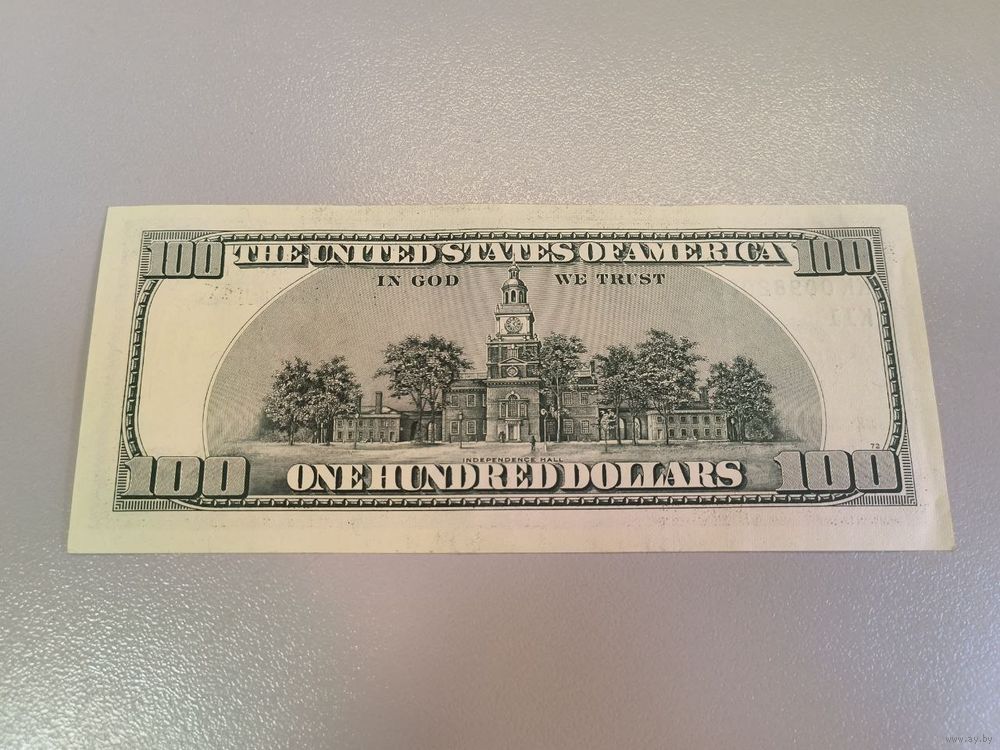 100 THE UNITED STATES OF AMERICA 100
IN GOD WE TRUST
72
INDEPENDENCE HALL
100 ONE HUNDRED DOLLARS 100
www.ay.by